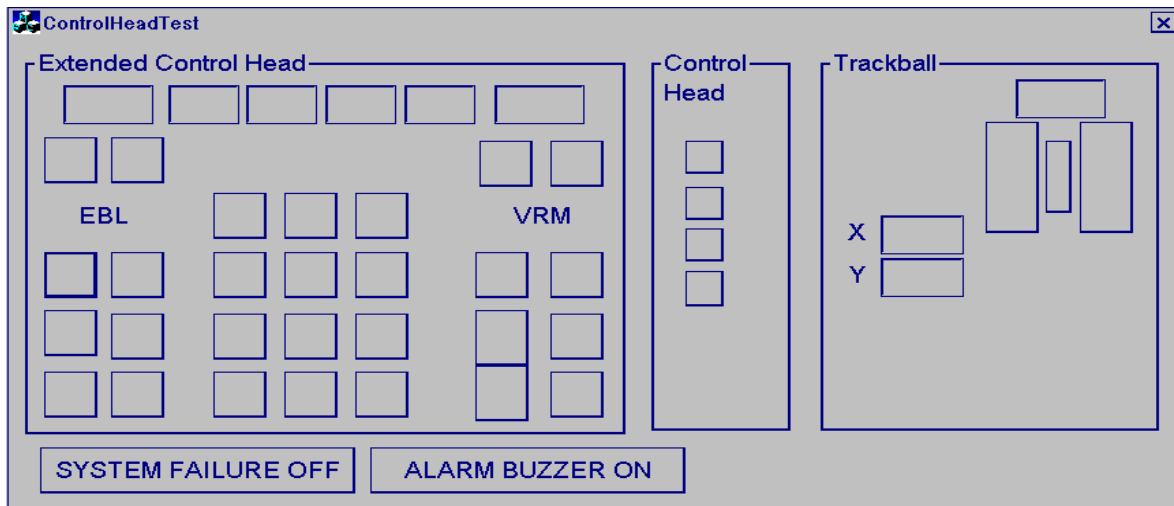 ControlHeadTest
Extended Control Head
Control
Head
Trackball
EBL
VRM
X
Y
SYSTEM FAILURE OFF
ALARM BUZZER ON